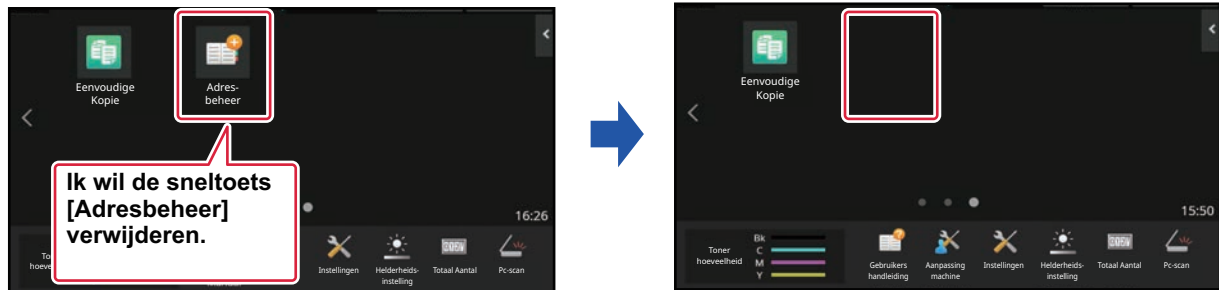 Eenvoudige
Kopie
Adres-
beheer
Ik wil de sneltoets
[Adresbeheer]
verwijderen.
16:26
Instellingen
Helderheids-
instelling
Totaal Aantal
Pc-scan
Eenvoudige
Kopie
15:50
Toner
hoeveelheid
Bk
C
M
Y
Gebruikers
handleiding
Aanpassing
machine
Instellingen
Helderheids-
instelling
Totaal Aantal
Pc-scan